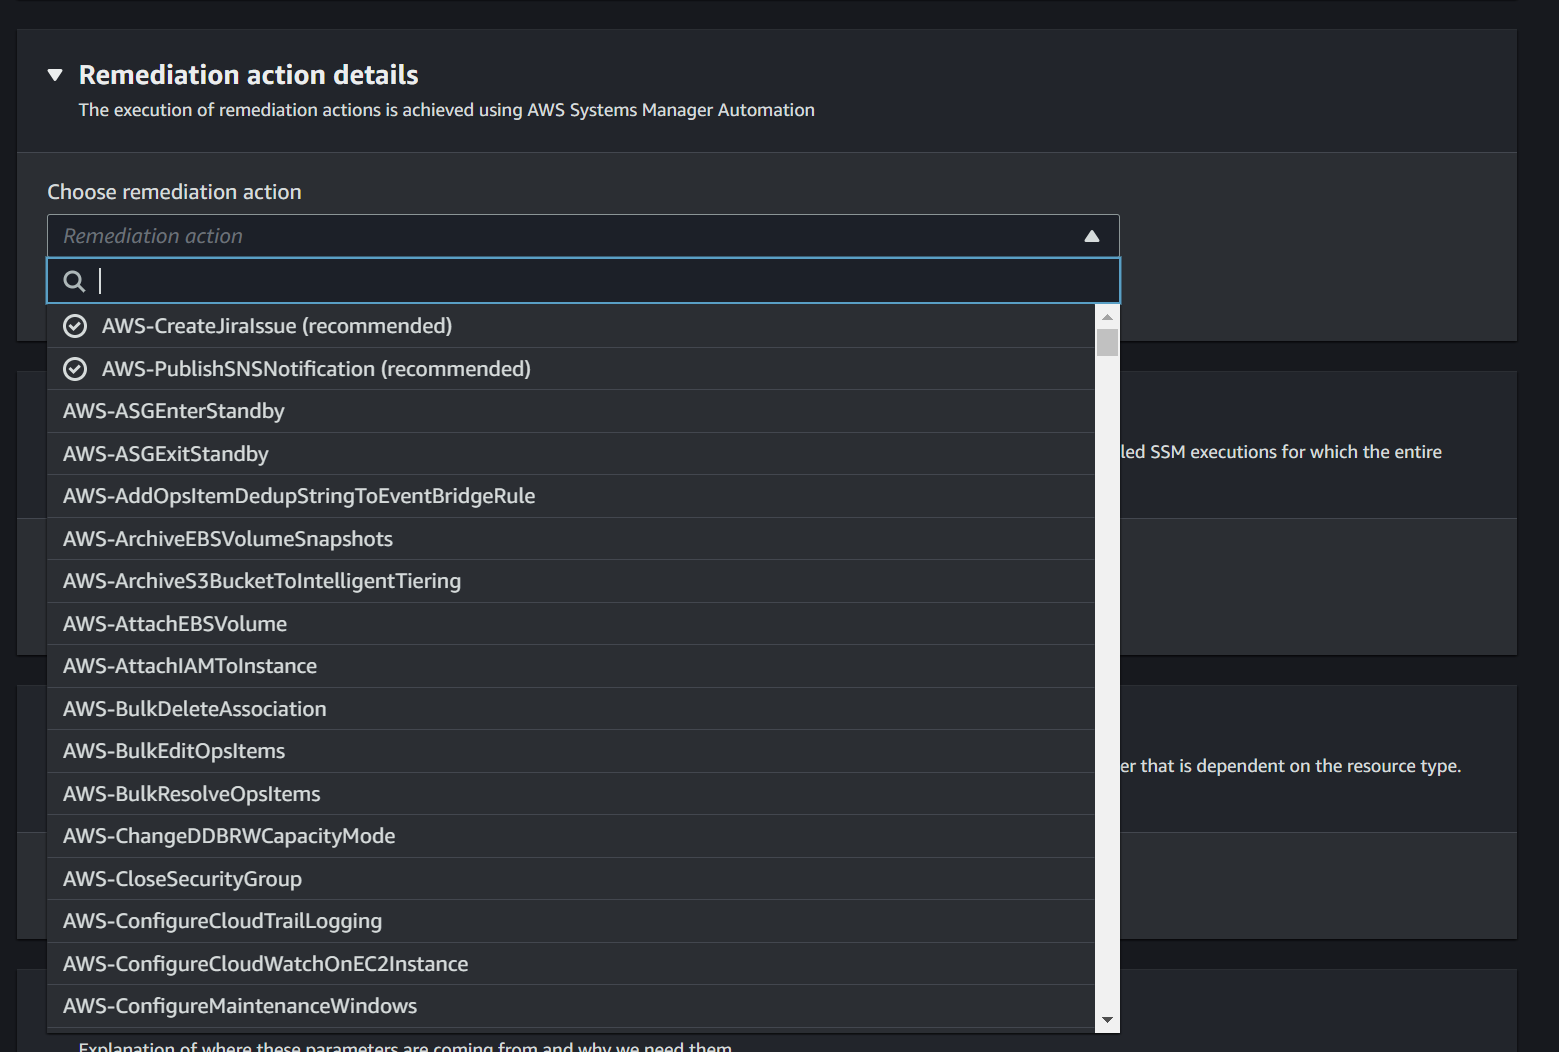 Remediation action details
The execution of remediation actions is achieved using AWS Systems Manager Automation
Choose remediation action
Remediation action
AWS-CreateJiraIssue (recommended)
AWS-PublishSNSNotification (recommended)
AWS-ASGEnterStandby
AWS-ASGExitStandby
led SSM executions for which the entire
AWS-AddOpsItemDedupStringToEventBridgeRule
AWS-ArchiveEBSVolumeSnapshots
AWS-ArchiveS3BucketToIntelligentTiering
AWS-AttachEBSVolume
AWS-AttachIAMToInstance
AWS-BulkDeleteAssociation
AWS-BulkEditOpsItems
er that is dependent on the resource type.
AWS-BulkResolveOpsItems
AWS-ChangeDDBRWCapacityMode
AWS-CloseSecurityGroup
AWS-ConfigureCloudTrailLogging
AWS-ConfigureCloudWatchOnEC2Instance
AWS-ConfigureMaintenanceWindows
Explanation of where these parameters are coming from and why we need them